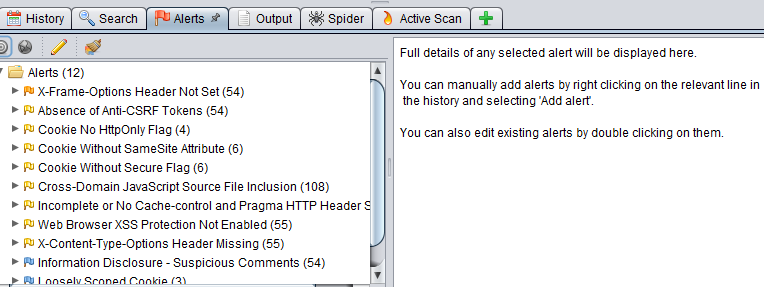 History Search Alerts Output Spider Active Scan
Alerts (12)
X-Frame-Options Header Not Set (54)
Absence of Anti-CSRF Tokens (54)
Cookie No HttpOnly Flag (4)
Cookie Without SameSite Attribute (6)
Cookie Without Secure Flag (6)
Cross-Domain JavaScript Source File Inclusion (108)
Incomplete or No Cache-control and Pragma HTTP Header S
Web Browser XSS Protection Not Enabled (55)
X-Content-Type-Options Header Missing (55)
Information Disclosure - Suspicious Comments (54)
Loosely Scoped Cookie (3)
Full details of any selected alert will be displayed here.
You can manually add alerts by right clicking on the relevant line in
the history and selecting 'Add alert'.
You can also edit existing alerts by double clicking on them.